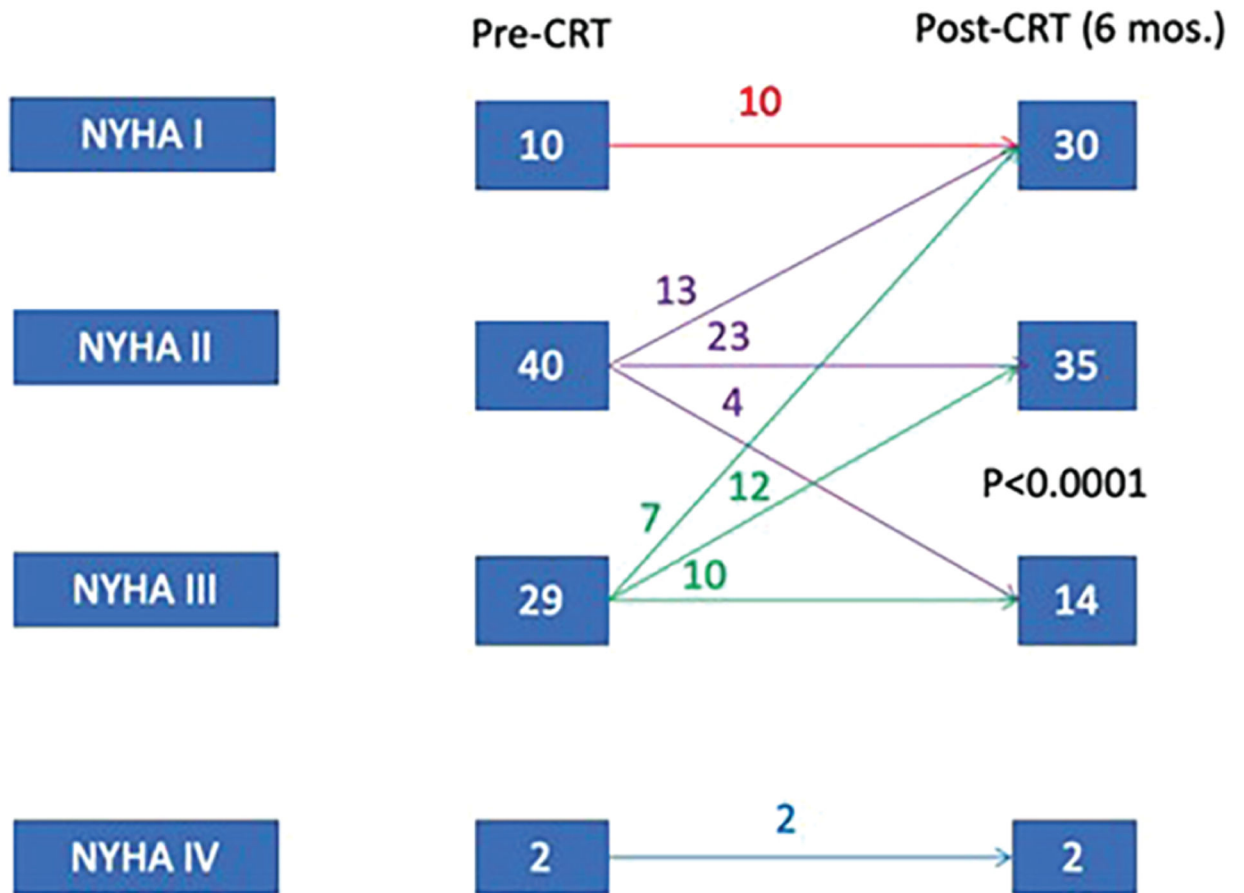 Pre-CRT Post-CRT (6 mos.)
NYHA I 10 10 30
13
NYHA II 40 23 35
4
P<0.0001
12
7
NYHA III 29 10 14
NYHA IV 2 2 2